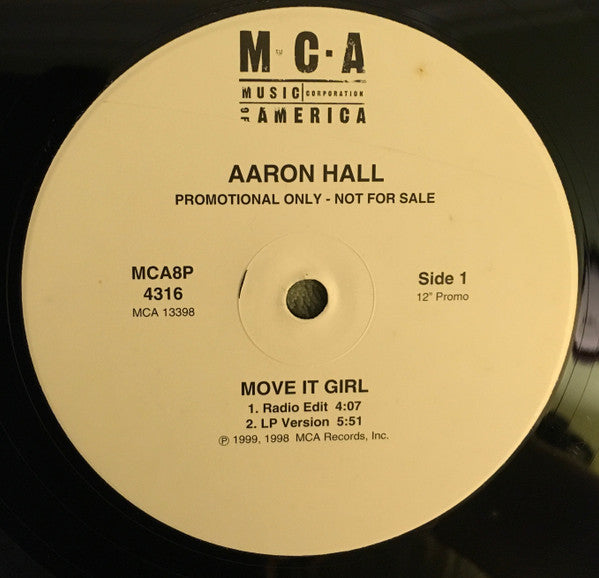 M·C·A
MUSIC CORPORATION
OF AMERICA
AARON HALL
PROMOTIONAL ONLY - NOT FOR SALE
MCA8P
4316
MCA 13398
Side 1
12" Promo
MOVE IT GIRL
1. Radio Edit 4:07
2. LP Version 5:51
℗ 1999, 1998 MCA Records, Inc.